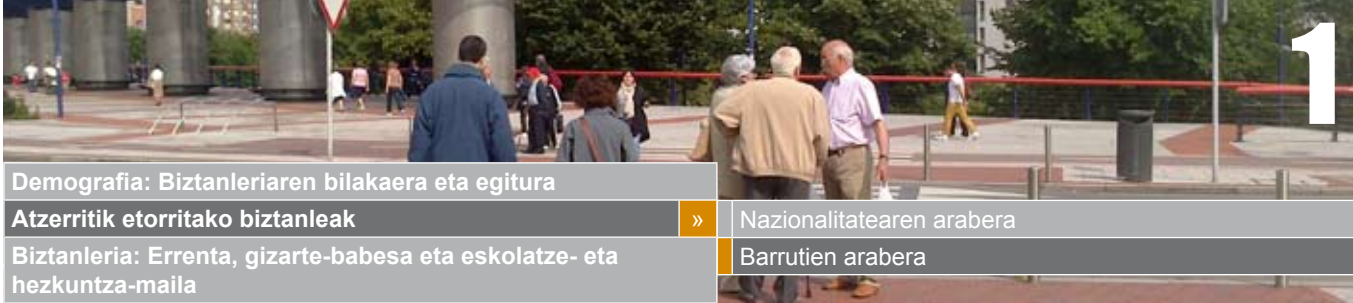 1
Demografia: Biztanleriaren bilakaera eta egitura
Atzerritik etorritako biztanleak »
Nazionalitatearen arabera
Biztanleria: Errenta, gizarte-babesa eta eskolatze- eta
hezkuntza-maila
Barrutien arabera